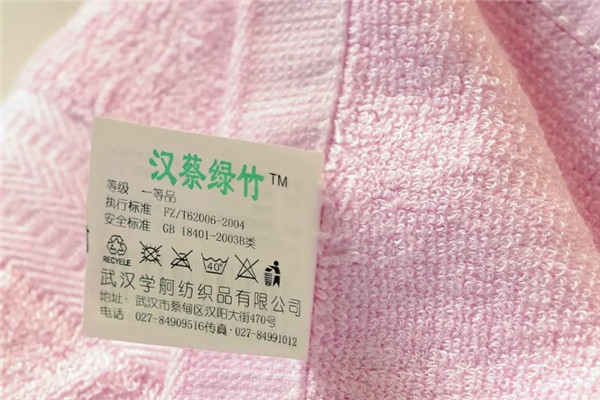 汉蔡绿竹™
等级 一等品
执行标准 FZ/T62006-2004
安全标准 GB 18401-2003B类
RECYELE 40°
武汉学舸纺织品有限公司
地址: 武汉市蔡甸区汉阳大街470号
电话 027-84909516传真·027-84991012